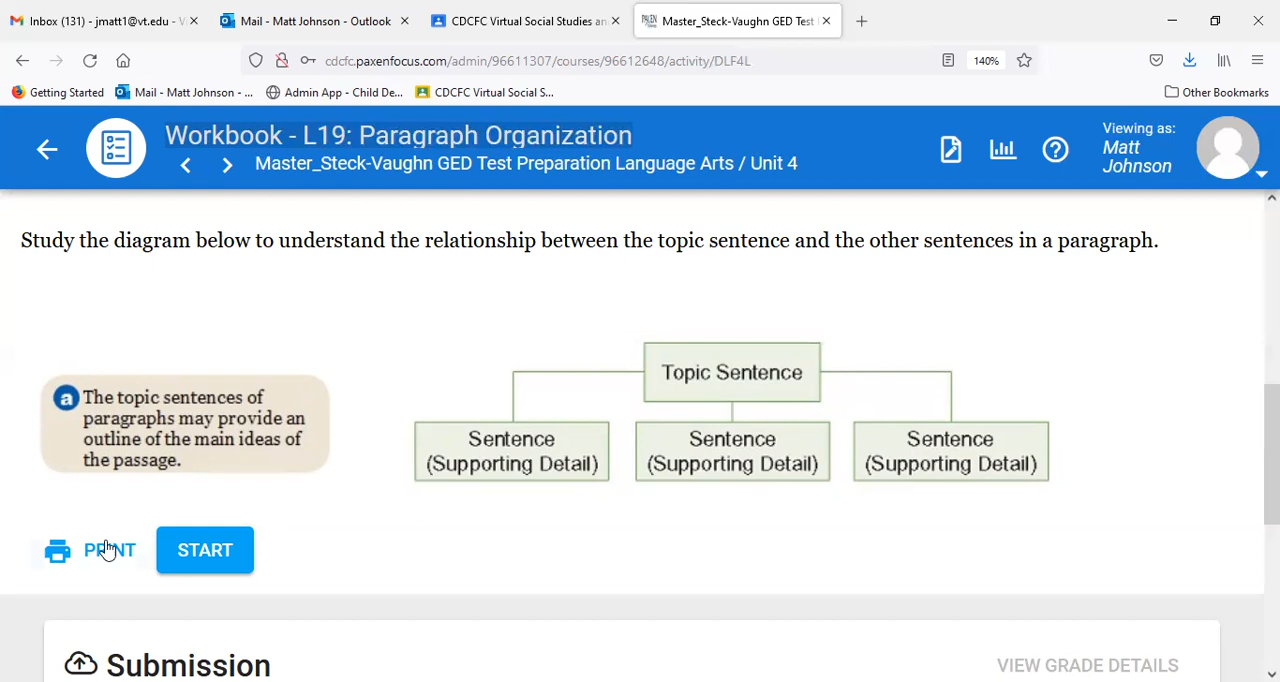 Inbox (131) - jmatt1@vt.edu - V
Mail - Matt Johnson - Outlook
CDCFC Virtual Social Studies an
PAXEN
Master_Steck-Vaughn GED Test
cdcfc.paxenfocus.com/admin/96611307/courses/96612648/activity/DLF4L
140%
Getting Started
Mail - Matt Johnson - ...
Admin App - Child De...
CDCFC Virtual Social S...
Other Bookmarks
Workbook - L19: Paragraph Organization
Master_Steck-Vaughn GED Test Preparation Language Arts / Unit 4
Viewing as:
Matt
Johnson
Study the diagram below to understand the relationship between the topic sentence and the other sentences in a paragraph.
a The topic sentences of
paragraphs may provide an
outline of the main ideas of
the passage.
Topic Sentence
Sentence
(Supporting Detail)
Sentence
(Supporting Detail)
Sentence
(Supporting Detail)
PRINT
START
Submission
VIEW GRADE DETAILS